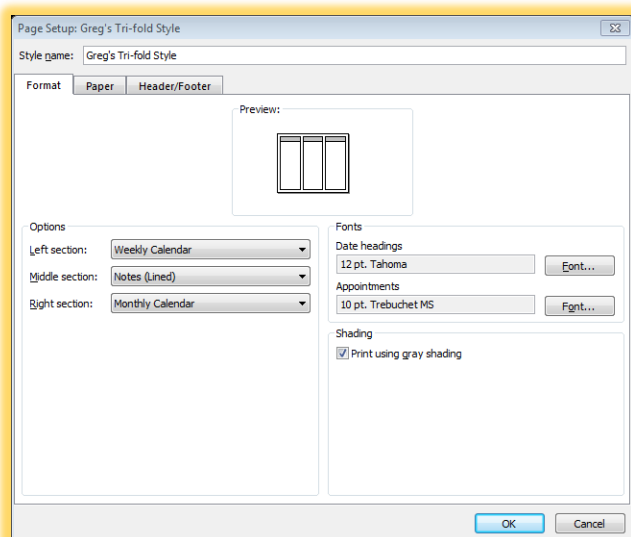 Page Setup: Greg's Tri-fold Style
Style name: Greg's Tri-fold Style
Format Paper Header/Footer
Preview:
Options
Left section: Weekly Calendar
Middle section: Notes (Lined)
Right section: Monthly Calendar
Fonts
Date headings
12 pt. Tahoma Font...
Appointments
10 pt. Trebuchet MS Font...
Shading
Print using gray shading
OK Cancel